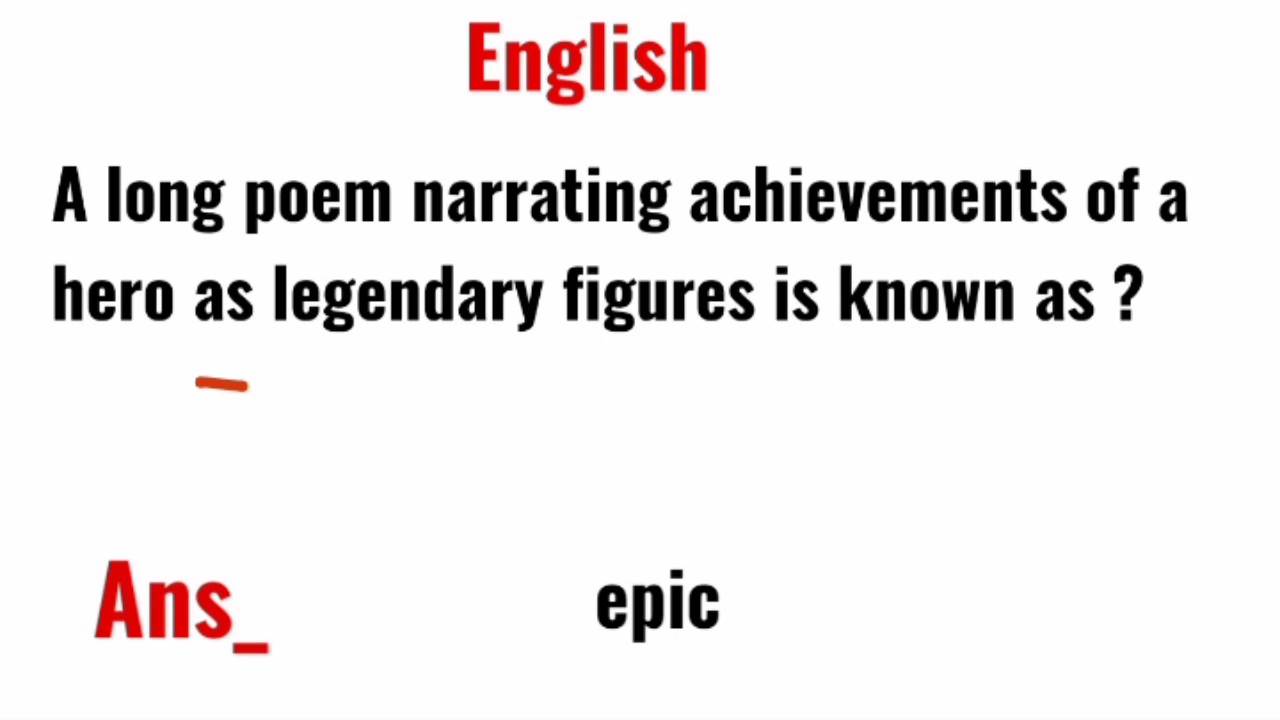 English
A long poem narrating achievements of a
hero as legendary figures is known as ?
Ans_ epic